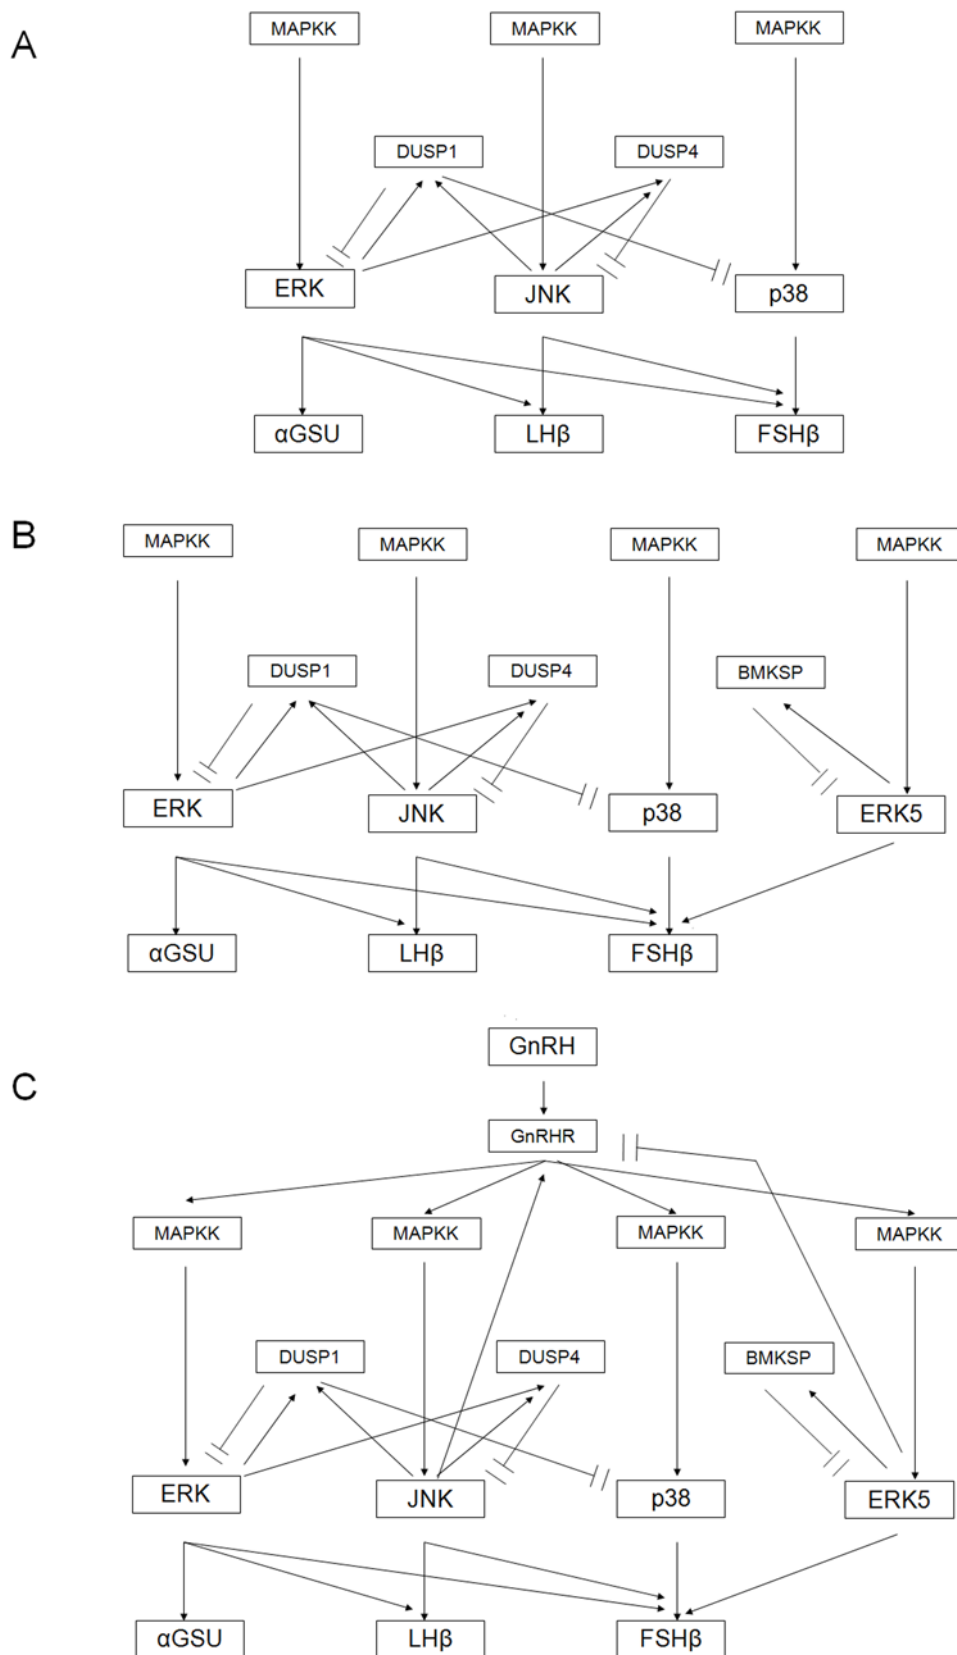 A
MAPKK MAPKK MAPKK
DUSP1 DUSP4
ERK JNK p38
αGSU LHβ FSHβ
B
MAPKK MAPKK MAPKK MAPKK
DUSP1 DUSP4 BMKSP
ERK JNK p38 ERK5
αGSU LHβ FSHβ
GnRH
C
GnRHR
MAPKK MAPKK MAPKK MAPKK
DUSP1 DUSP4 BMKSP
ERK JNK p38 ERK5
αGSU LHβ FSHβ